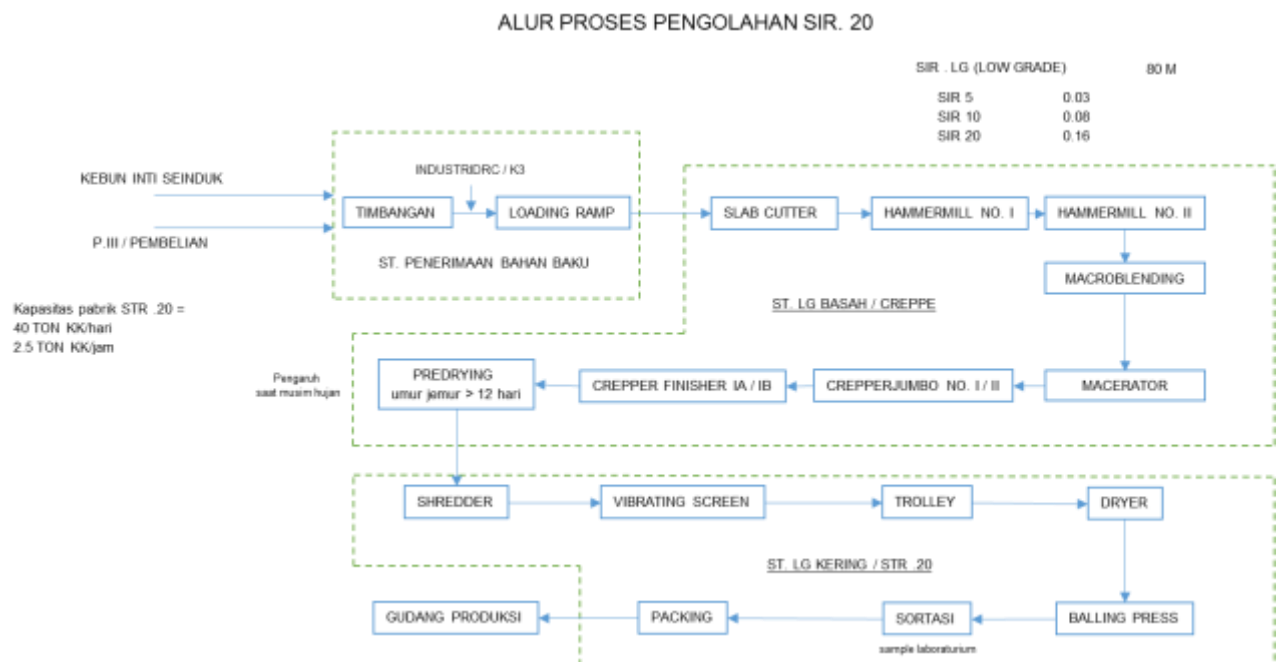 ALUR PROSES PENGOLAHAN SIR. 20
SIR . LG (LOW GRADE) 80 M
SIR 5 0.03
SIR 10 0.08
SIR 20 0.16
KEBUN INTI SEINDUK
P.III / PEMBELIAN
INDUSTRIDRC / K3
TIMBANGAN
LOADING RAMP
ST. PENERIMAAN BAHAN BAKU
SLAB CUTTER
HAMMERMILL NO. I
HAMMERMILL NO. II
MACROBLENDING
ST. LG BASAH / CREPPE
Kapasitas pabrik STR .20 =
40 TON KK/hari
2.5 TON KK/jam
Pengaruh
saat musim hujan
PREDRYING
umur jemur > 12 hari
CREPPER FINISHER IA / IB
CREPPERJUMBO NO. I / II
MACERATOR
SHREDDER
VIBRATING SCREEN
TROLLEY
DRYER
ST. LG KERING / STR .20
GUDANG PRODUKSI
PACKING
SORTASI
sample laboraturium
BALLING PRESS